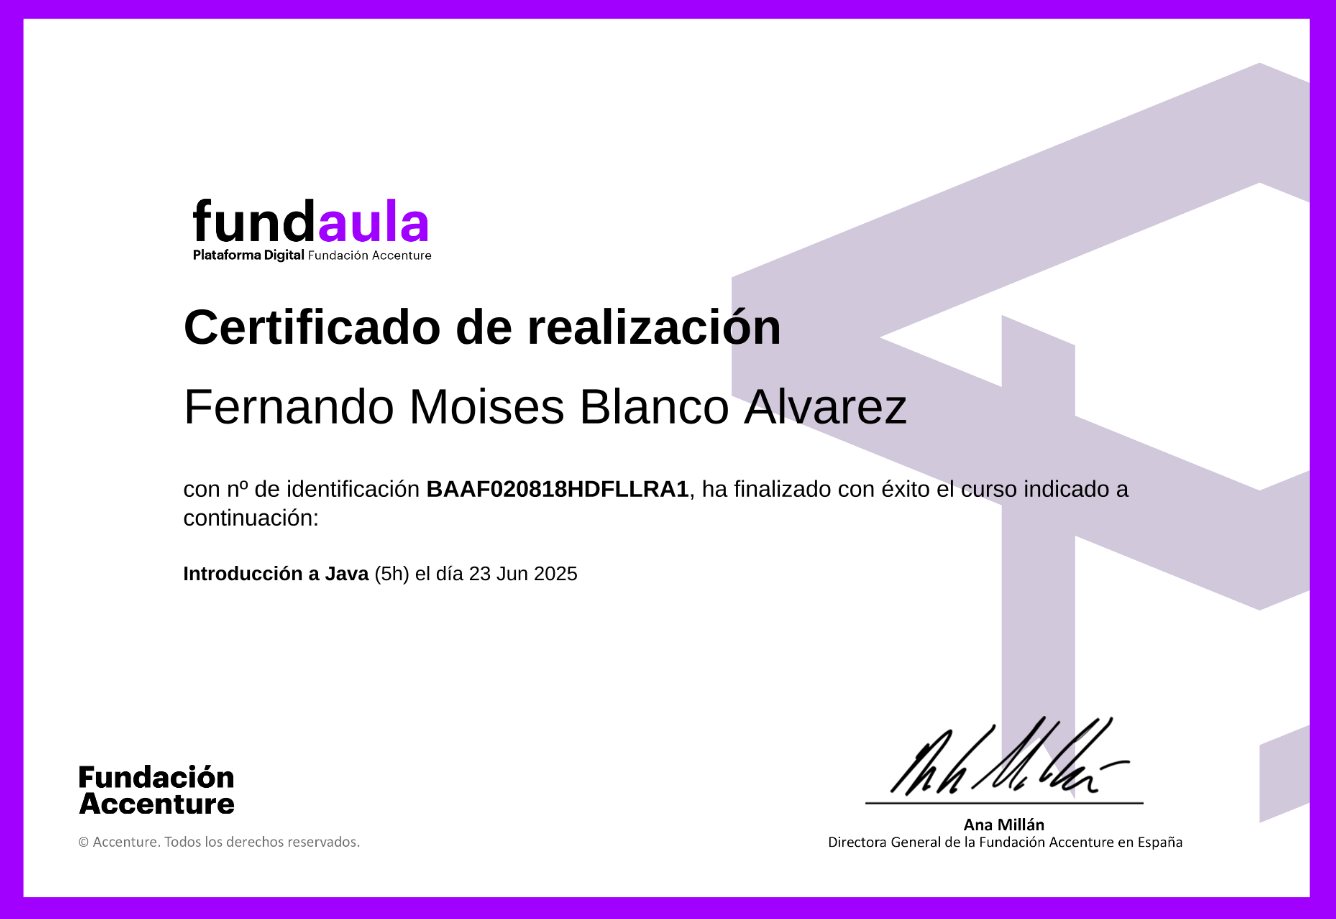 fundaula
Plataforma Digital Fundación Accenture
Certificado de realización
Fernando Moises Blanco Alvarez
con nº de identificación BAAF020818HDFLLRA1, ha finalizado con éxito el curso indicado a
continuación:
Introducción a Java (5h) el día 23 Jun 2025
Fundación
Accenture
© Accenture. Todos los derechos reservados.
Ana Millán
Ana Millán
Directora General de la Fundación Accenture en España